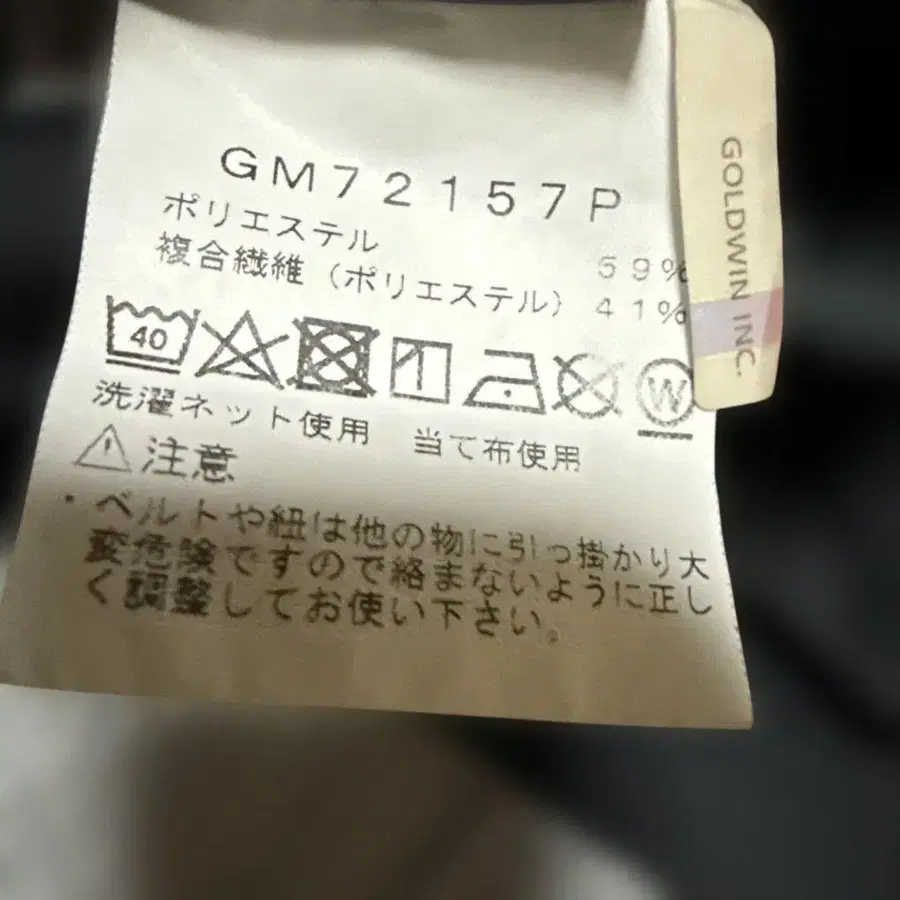 GM72157P
ポリエステル 59%
複合繊維（ポリエステル） 41%
40
W
洗濯ネット使用 当て布使用
注意
・ベルトや紐は他の物に引っ掛かり大
変危険ですので絡まないように正し
く調整してお使い下さい。
GOLDWIN INC.